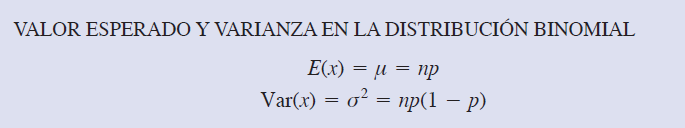 VALOR ESPERADO Y VARIANZA EN LA DISTRIBUCIÓN BINOMIAL
E(x) = μ = np
Var(x) = σ² = np(1 − p)